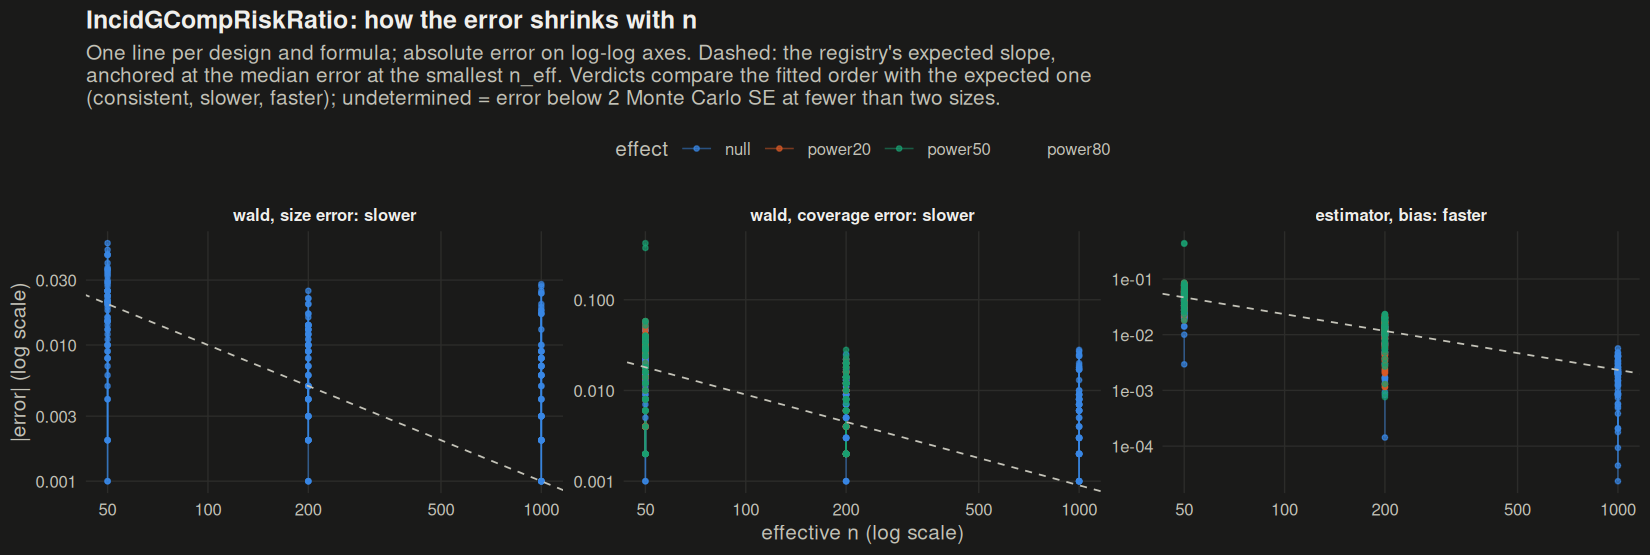 IncidGCompRiskRatio: how the error shrinks with n
One line per design and formula; absolute error on log-log axes. Dashed: the registry's expected slope,
anchored at the median error at the smallest n_eff. Verdicts compare the fitted order with the expected one
(consistent, slower, faster); undetermined = error below 2 Monte Carlo SE at fewer than two sizes.
effect null power20 power50 power80
wald, size error: slower
wald, coverage error: slower
estimator, bias: faster
|error| (log scale)
0.030
0.010
0.003
0.001
50 100 200 500 1000
0.100
0.010
0.001
50 100 200 500 1000
1e-01
1e-02
1e-03
1e-04
50 100 200 500 1000
effective n (log scale)